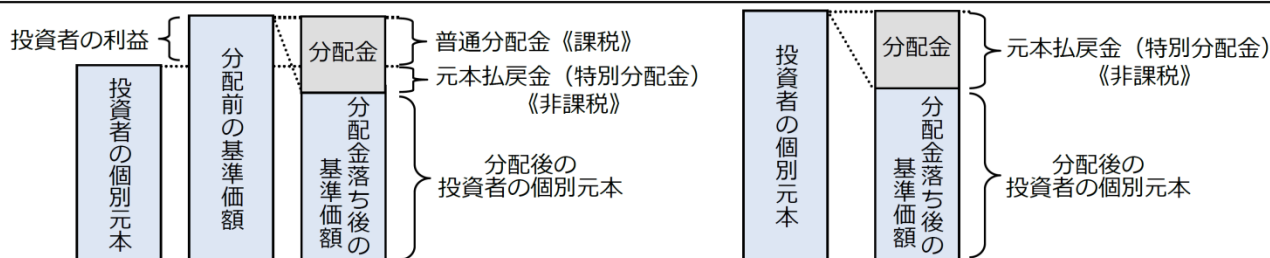 投資者の利益
投資者の個別元本
分配前の基準価額
分配金
分配金落ち後の
基準価額
普通分配金《課税》
元本払戻金（特別分配金）
《非課税》
分配後の
投資者の個別元本
投資者の個別元本
分配金
分配金落ち後の
基準価額
元本払戻金（特別分配金）
《非課税》
分配後の
投資者の個別元本